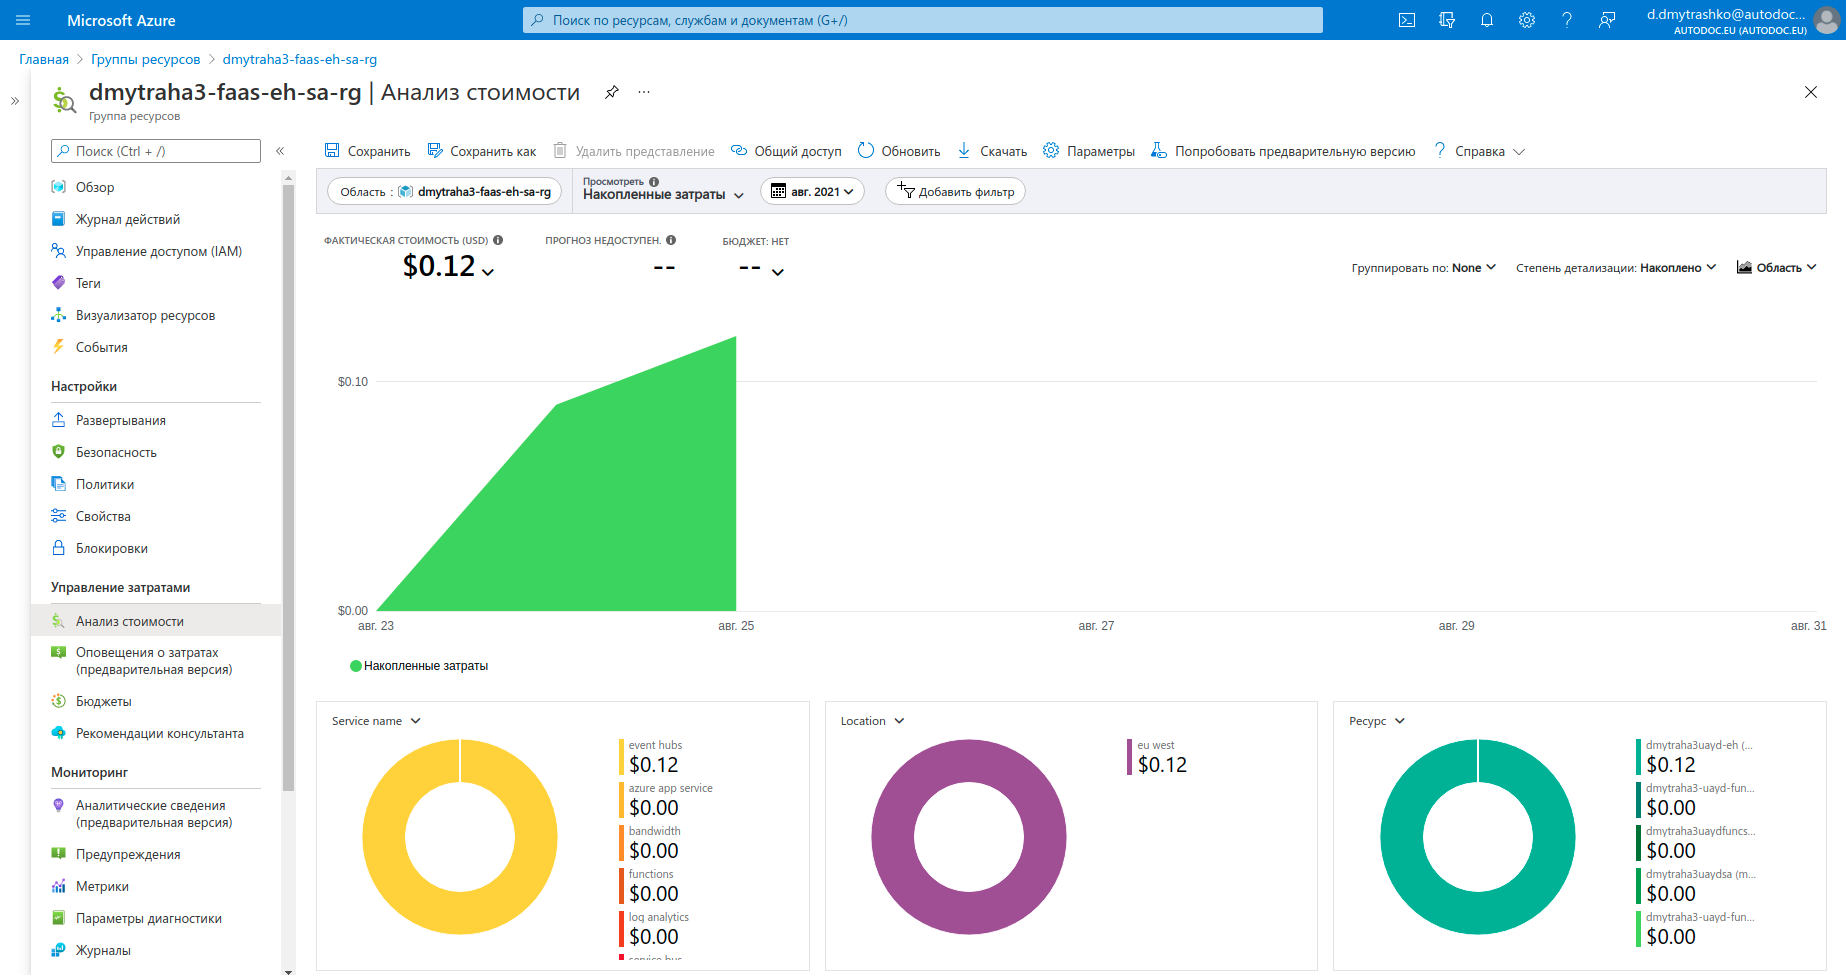 Microsoft Azure
Поиск по ресурсам, службам и документам (G+/)
d.dmytrashko@autodoc...
AUTODOC.EU (AUTODOC.EU)
Главная > Группы ресурсов > dmytraha3-faas-eh-sa-rg
dmytraha3-faas-eh-sa-rg | Анализ стоимости ...
Группа ресурсов
Поиск (Ctrl + /)
Обзор
Журнал действий
Управление доступом (IAM)
Теги
Визуализатор ресурсов
События
Настройки
Развертывания
Безопасность
Политики
Свойства
Блокировки
Управление затратами
Анализ стоимости
Оповещения о затратах
(предварительная версия)
Бюджеты
Рекомендации консультанта
Мониторинг
Аналитические сведения
(предварительная версия)
Предупреждения
Метрики
Параметры диагностики
Журналы
Сохранить
Сохранить как
Удалить представление
Общий доступ
Обновить
Скачать
Параметры
Попробовать предварительную версию
Справка
Область : dmytraha3-faas-eh-sa-rg
Просмотреть
Накопленные затраты
авг. 2021
Добавить фильтр
ФАКТИЧЕСКАЯ СТОИМОСТЬ (USD)
$0.12
ПРОГНОЗ НЕДОСТУПЕН.
--
БЮДЖЕТ: НЕТ
--
Группировать по: None
Степень детализации: Накоплено
Область
$0.10
$0.00
авг. 23
авг. 25
авг. 27
авг. 29
авг. 31
Накопленные затраты
Service name
event hubs
$0.12
azure app service
$0.00
bandwidth
$0.00
functions
$0.00
log analytics
$0.00
service bus
Location
eu west
$0.12
Ресурс
dmytraha3uayd-eh (...
$0.12
dmytraha3-uayd-fun...
$0.00
dmytraha3uaydfuncs...
$0.00
dmytraha3uaydsa (m...
$0.00
dmytraha3-uayd-fun...
$0.00